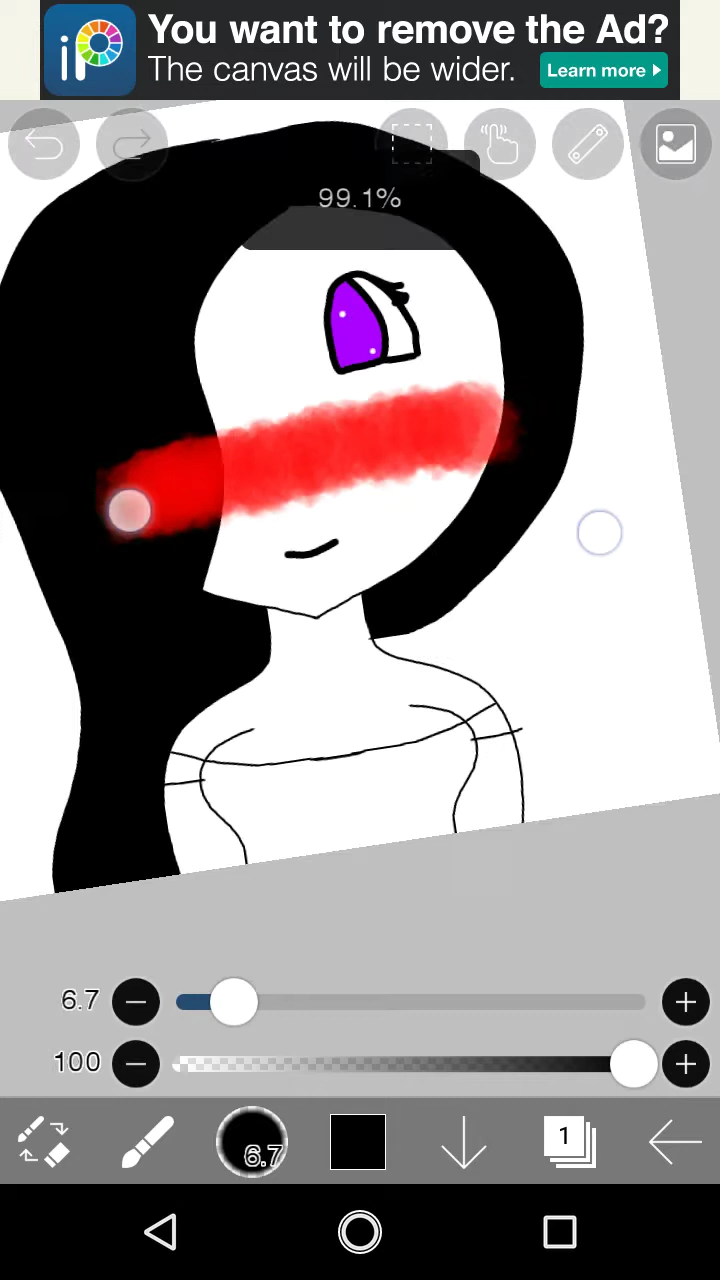 iP
You want to remove the Ad?
The canvas will be wider.
Learn more
99.1%
6.7
100
6.7
1